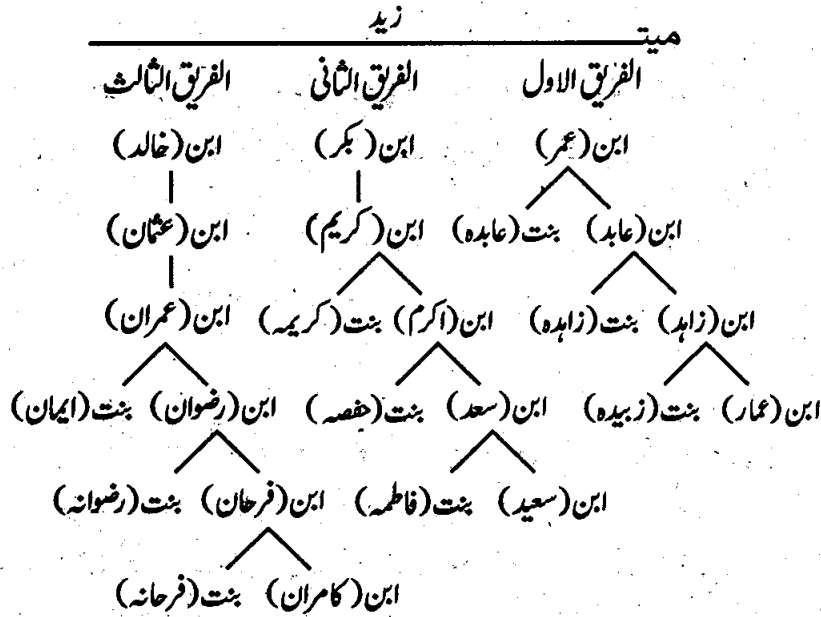 زید
میت
الفریق الاول الفریق الثانی الفریق الثالث
ابن (عمر) ابن (بکر) ابن (خالد)
ابن (عابد) بنت (عابدہ) ابن (کریم) ابن (عثمان)
ابن (زاہد) بنت (زاہدہ) ابن (اکرم) بنت (کریمہ) ابن (عمران)
ابن (عمار) بنت (زبیدہ) ابن (سعد) بنت (حفصہ) ابن (رضوان) بنت (ایمان)
ابن (سعید) بنت (فاطمہ) ابن (فرحان) بنت (رضوانہ)
ابن (کامران) بنت (فرحانہ)